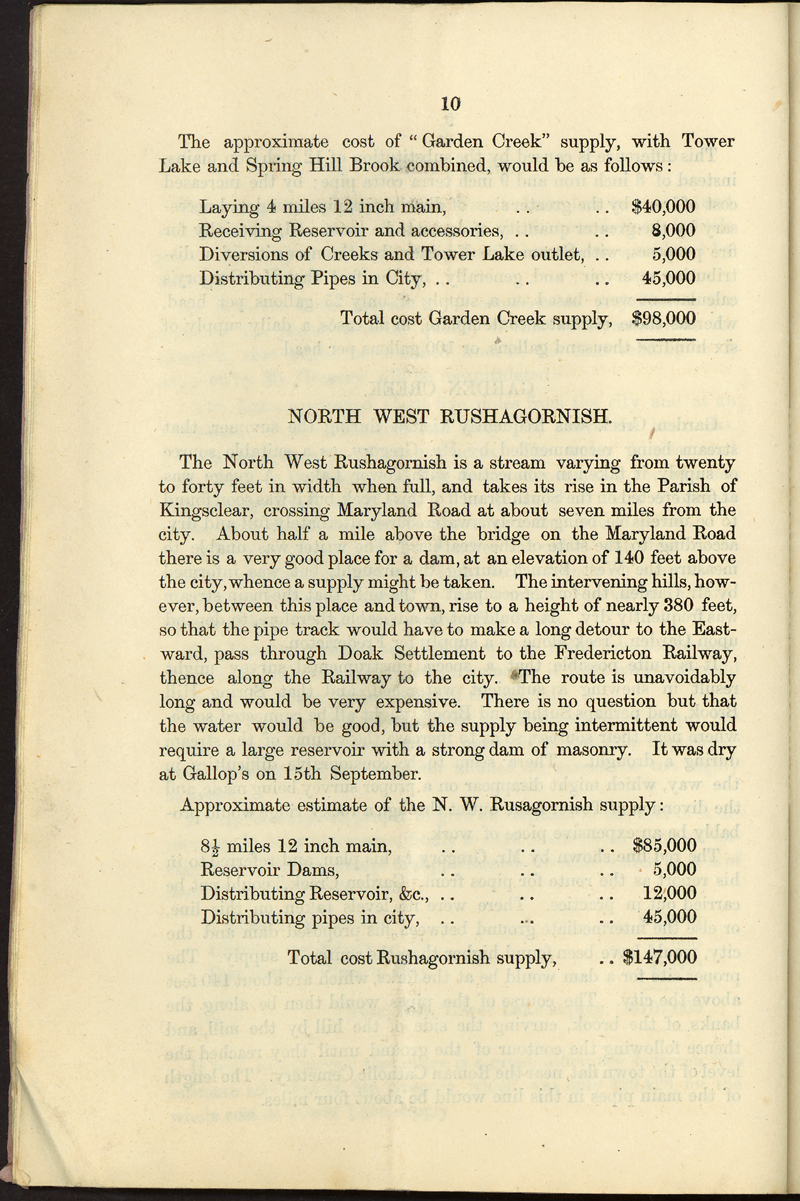 10
The approximate cost of "Garden Creek" supply, with Tower
Lake and Spring Hill Brook combined, would be as follows:
Laying 4 miles 12 inch main, . . . . $40,000
Receiving Reservoir and accessories, . . . . 8,000
Diversions of Creeks and Tower Lake outlet, . . 5,000
Distributing Pipes in City, . . . . . . 45,000
Total cost Garden Creek supply, $98,000
NORTH WEST RUSHAGORNISH.
The North West Rushagornish is a stream varying from twenty
to forty feet in width when full, and takes its rise in the Parish of
Kingsclear, crossing Maryland Road at about seven miles from the
city. About half a mile above the bridge on the Maryland Road
there is a very good place for a dam, at an elevation of 140 feet above
the city, whence a supply might be taken. The intervening hills, how-
ever, between this place and town, rise to a height of nearly 380 feet,
so that the pipe track would have to make a long detour to the East-
ward, pass through Doak Settlement to the Fredericton Railway,
thence along the Railway to the city. The route is unavoidably
long and would be very expensive. There is no question but that
the water would be good, but the supply being intermittent would
require a large reservoir with a strong dam of masonry. It was dry
at Gallop's on 15th September.
Approximate estimate of the N. W. Rusagornish supply:
8½ miles 12 inch main, . . . . . . $85,000
Reservoir Dams, . . . . . . 5,000
Distributing Reservoir, &c., . . . . . . 12,000
Distributing pipes in city, . . . . . . 45,000
Total cost Rushagornish supply, . . $147,000